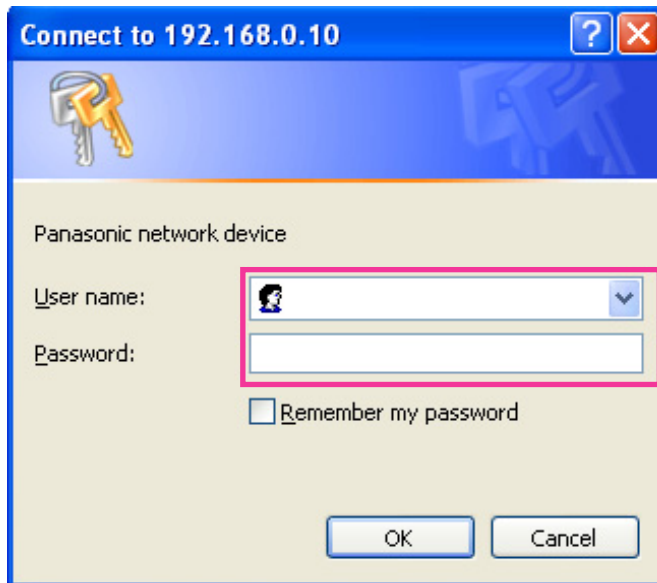 Connect to 192.168.0.10
Panasonic network device
User name:
Password:
Remember my password
OK Cancel